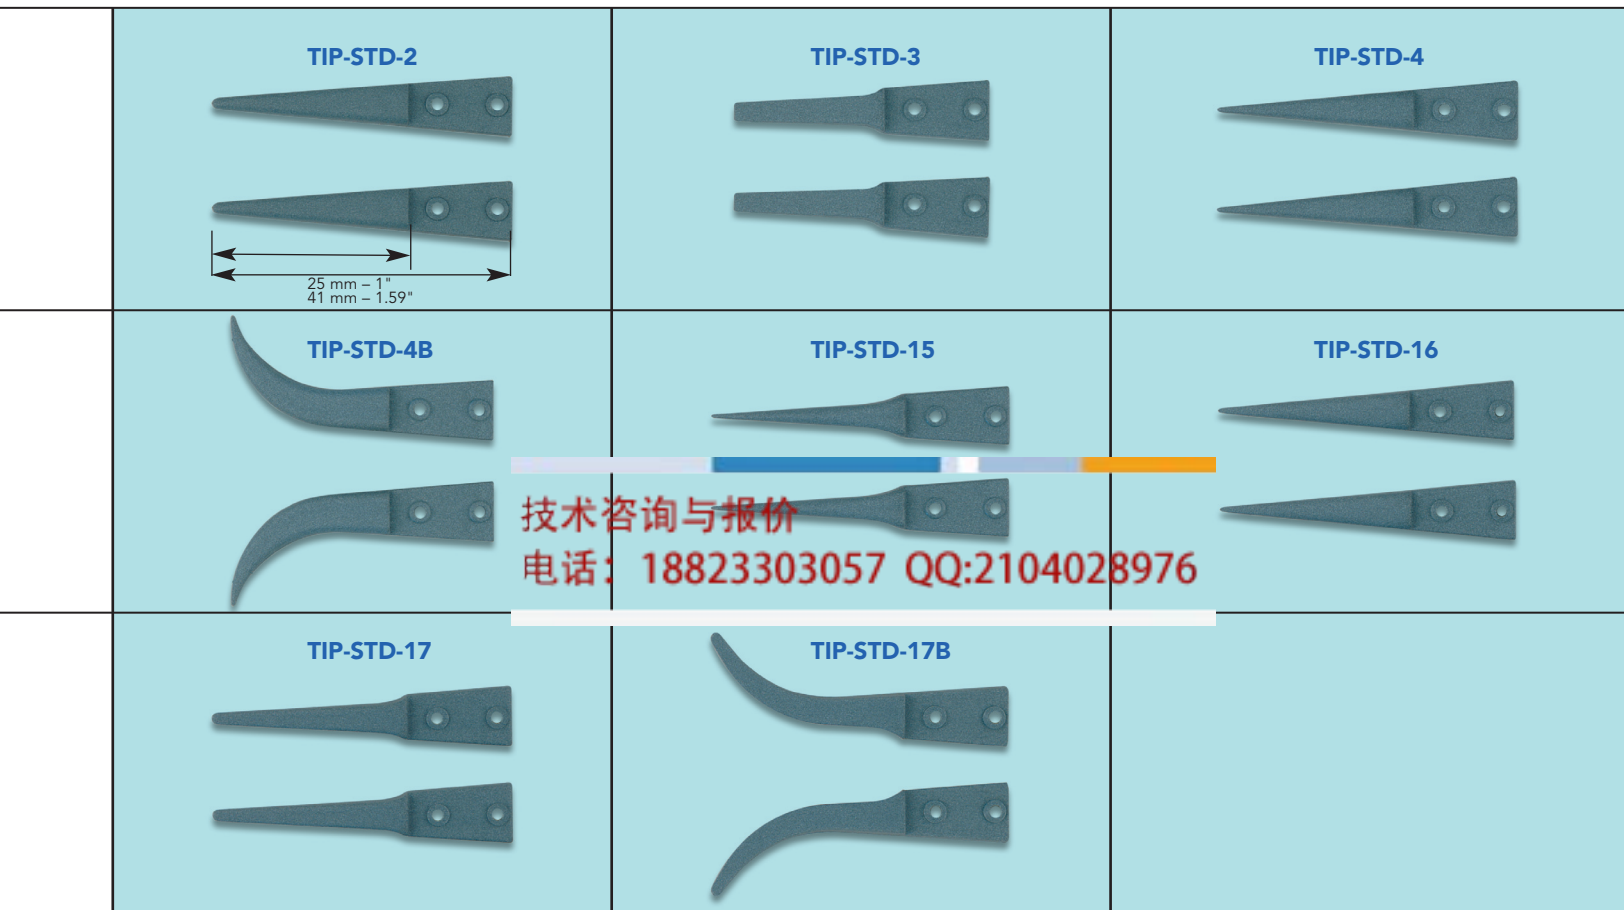 TIP-STD-2
TIP-STD-3
TIP-STD-4
25 mm – 1"
41 mm – 1.59"
TIP-STD-4B
TIP-STD-15
TIP-STD-16
技术咨询与报价
电话：18823303057 QQ:2104028976
TIP-STD-17
TIP-STD-17B